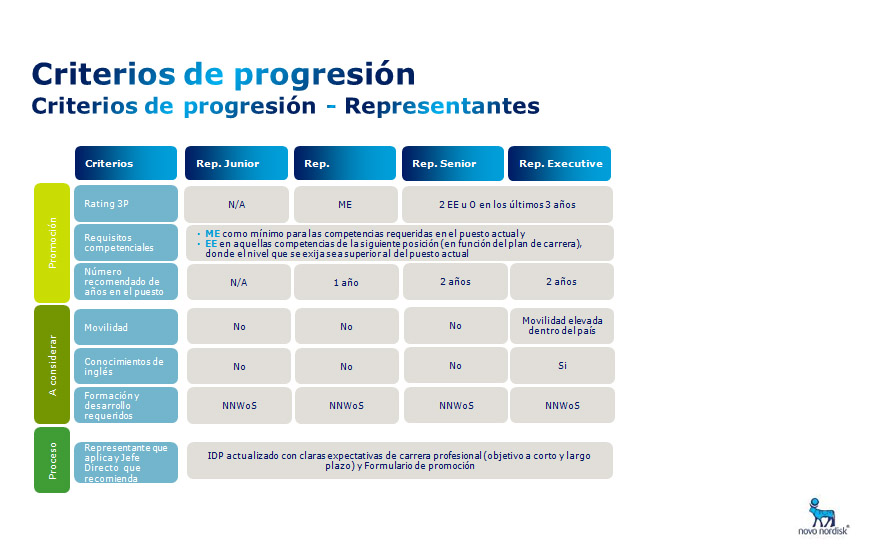 Criterios de progresión
Criterios de progresión – Representantes
Criterios
Rep. Junior
Rep.
Rep. Senior
Rep. Executive
Promoción
Rating 3P
N/A
ME
2 EE u O en los últimos 3 años
Requisitos
competenciales
• ME como mínimo para las competencias requeridas en el puesto actual y
• EE en aquellas competencias de la siguiente posición (en función del plan de carrera),
donde el nivel que se exija sea superior al del puesto actual
Número
recomendado de
años en el puesto
N/A
1 año
2 años
2 años
A considerar
Movilidad
No
No
No
Movilidad elevada
dentro del país
Conocimientos de
inglés
No
No
No
Si
Formación y
desarrollo
requeridos
NNWoS
NNWoS
NNWoS
NNWoS
Proceso
Representante que
aplica y Jefe
Directo que
recomienda
IDP actualizado con claras expectativas de carrera profesional (objetivo a corto y largo
plazo) y Formulario de promoción
novo nordisk®